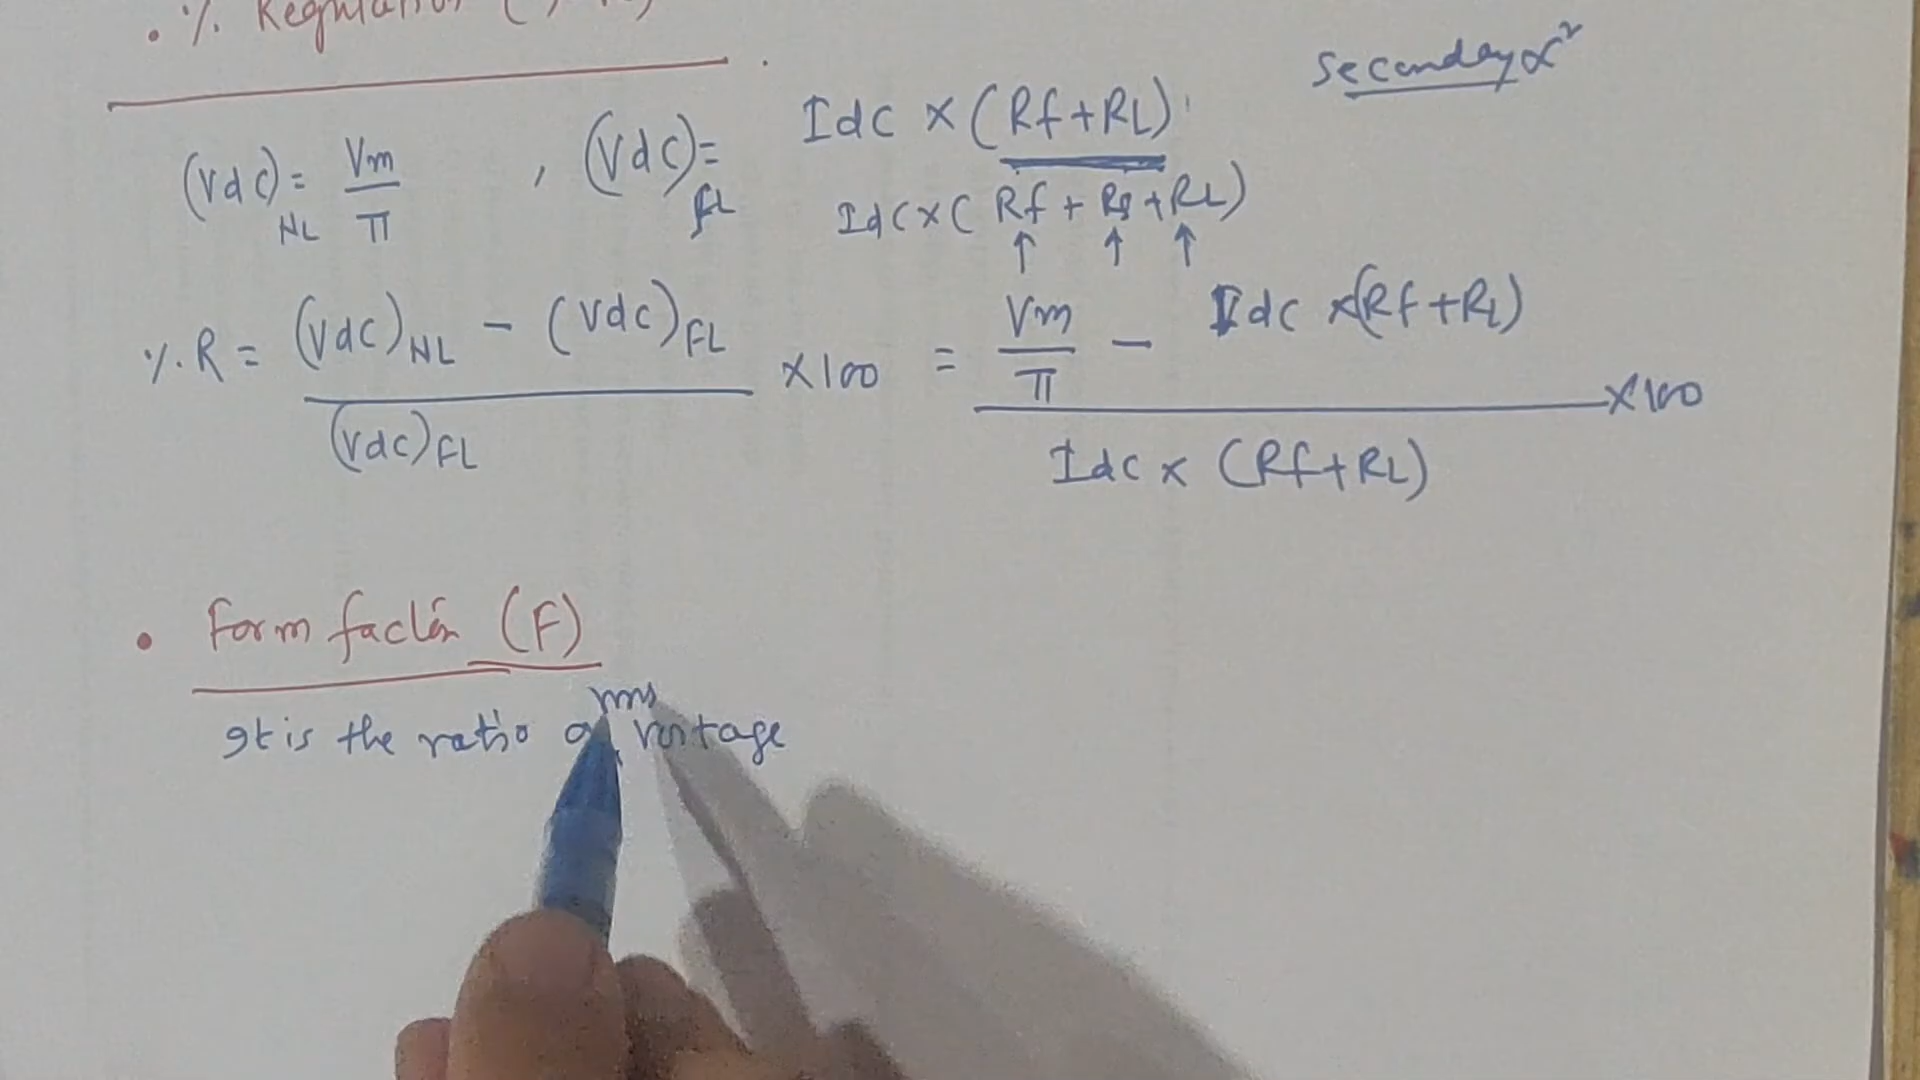 . % Regulation
Secondary α²
(Vdc)NL = Vm/π , (Vdc)FL = Idc × (Rf+RL)
Idc × (Rf + Rs + RL)
% R = (Vdc)NL - (Vdc)FL / (Vdc)FL × 100 = Vm/π - Idc × (Rf+RL) / Idc × (Rf+RL) × 100
• Form factor (F)
rms
It is the ratio of voltage